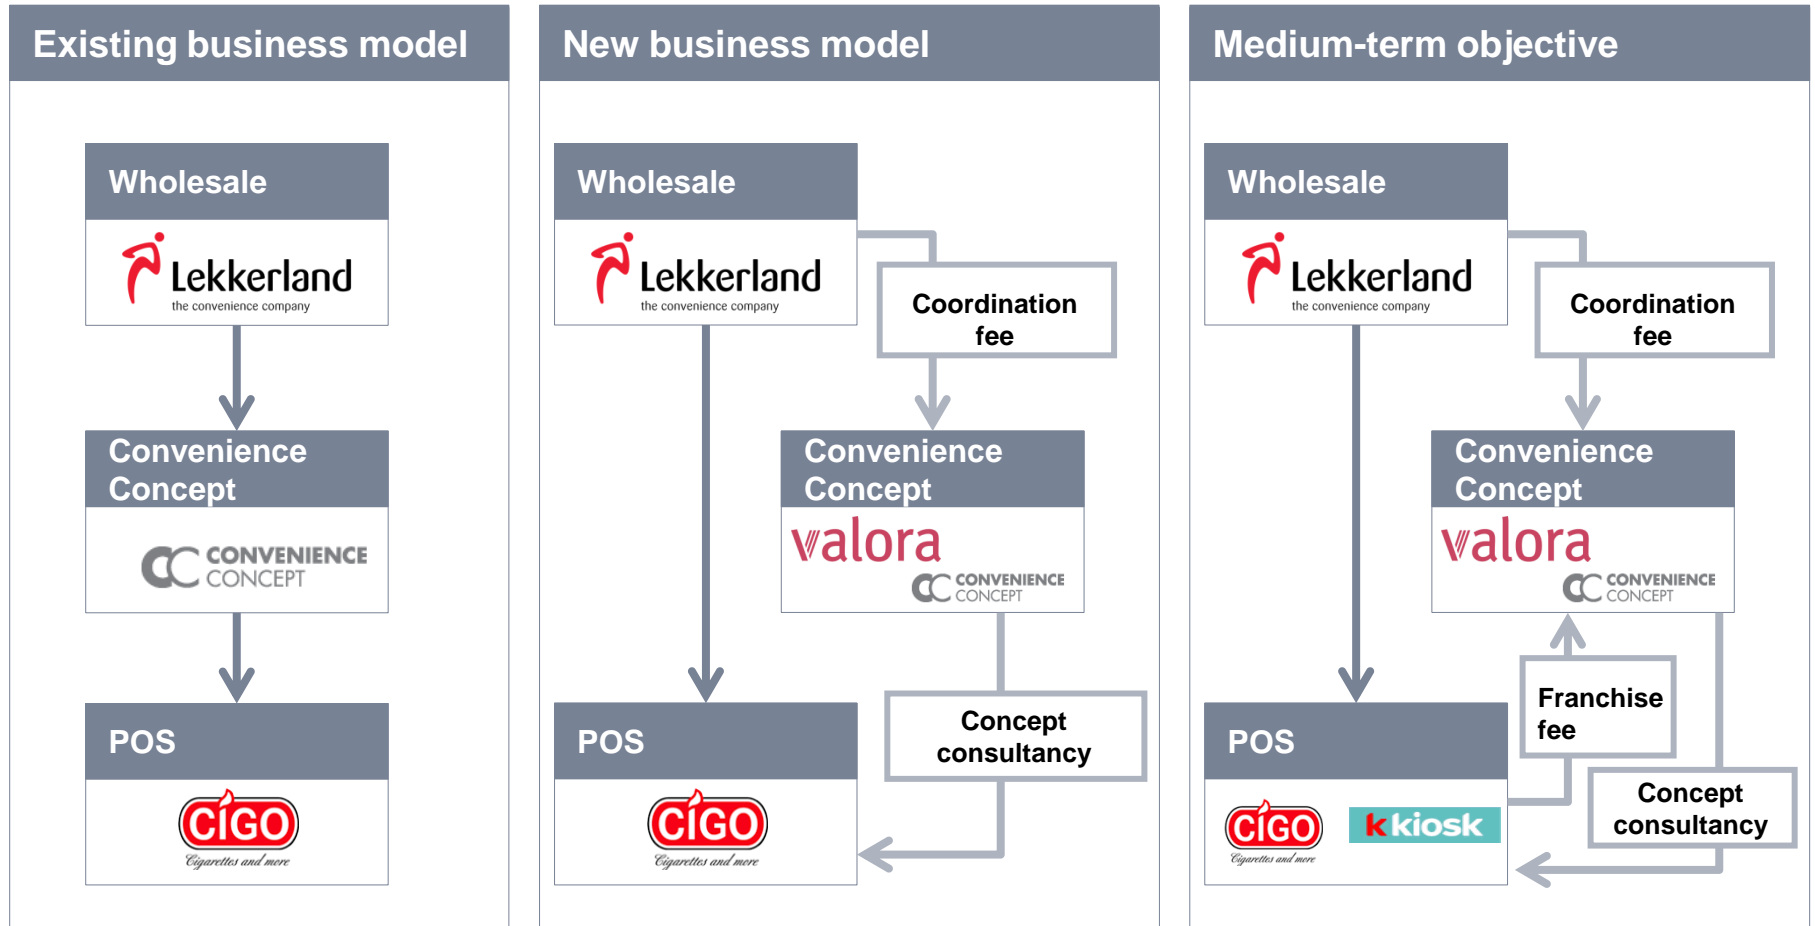 Existing business model
Wholesale
Lekkerland
the convenience company
Convenience
Concept
CC CONVENIENCE
CONCEPT
POS
CIGO
Cigarettes and more
New business model
Wholesale
Lekkerland
the convenience company
Coordination
fee
Convenience
Concept
valora
CC CONVENIENCE
CONCEPT
Concept
consultancy
POS
CIGO
Cigarettes and more
Medium-term objective
Wholesale
Lekkerland
the convenience company
Coordination
fee
Convenience
Concept
valora
CC CONVENIENCE
CONCEPT
Franchise
fee
POS
CIGO
Cigarettes and more
k kiosk
Concept
consultancy